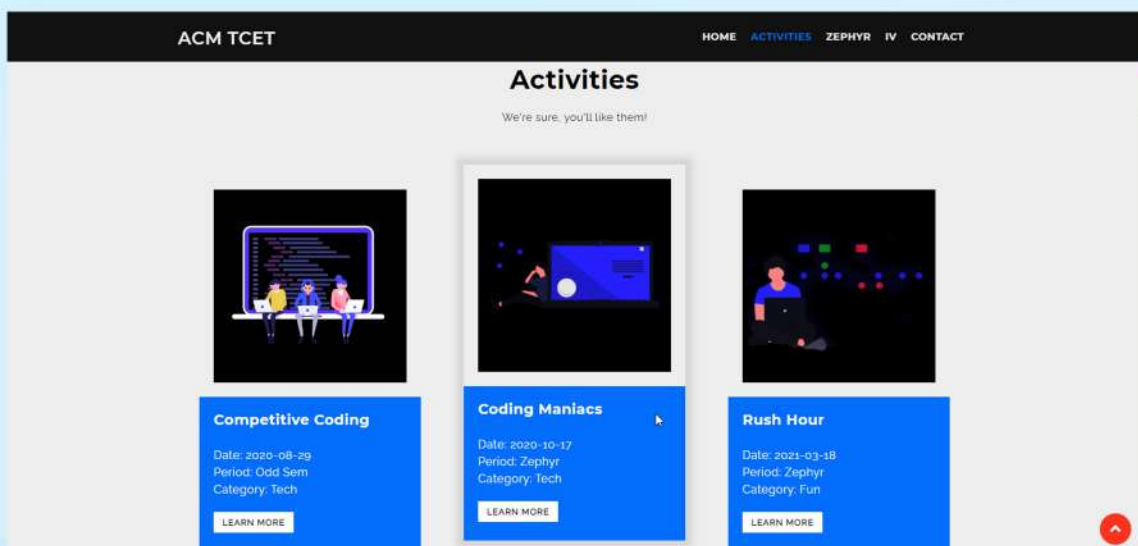 ACM TCET
HOME ACTIVITIES ZEPHYR IV CONTACT
Activities
We're sure, you'll like them!
Competitive Coding
Date: 2020-08-29
Period: Odd Sem
Category: Tech
LEARN MORE
Coding Maniacs
Date: 2020-10-17
Period: Zephyr
Category: Tech
LEARN MORE
Rush Hour
Date: 2021-03-18
Period: Zephyr
Category: Fun
LEARN MORE